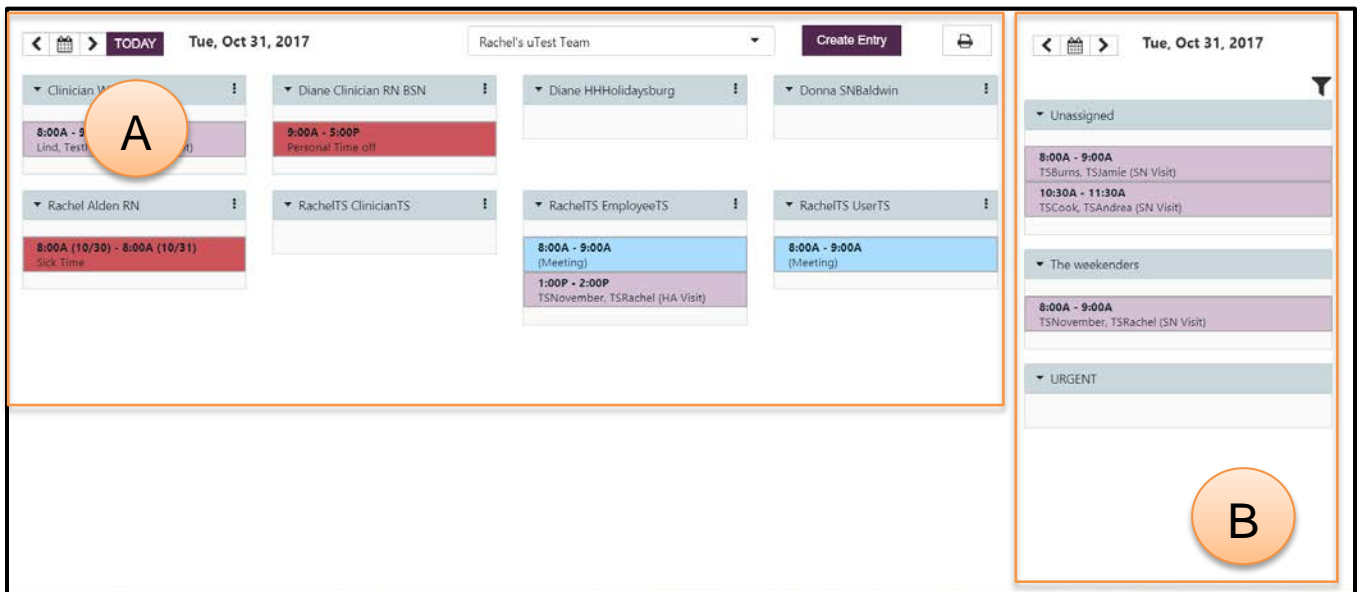 TODAY
Tue, Oct 31, 2017
Rachel's uTest Team
Create Entry
Clinician
Diane Clinician RN BSN
Diane HHHolidaysburg
Donna SNBaldwin
A
8:00A - 9
Lind,
9:00A - 5:00P
Personal Time off
Rachel Alden RN
RachelTS ClinicianTS
RachelTS EmployeeTS
RachelTS UserTS
8:00A (10/30) - 8:00A (10/31)
Sick Time
8:00A - 9:00A
(Meeting)
1:00P - 2:00P
TSNovember, TSRachel (HA Visit)
8:00A - 9:00A
(Meeting)
Tue, Oct 31, 2017
Unassigned
8:00A - 9:00A
TSBurns, TSJamie (SN Visit)
10:30A - 11:30A
TSCook, TSAndrea (SN Visit)
The weekenders
8:00A - 9:00A
TSNovember, TSRachel (SN Visit)
URGENT
B